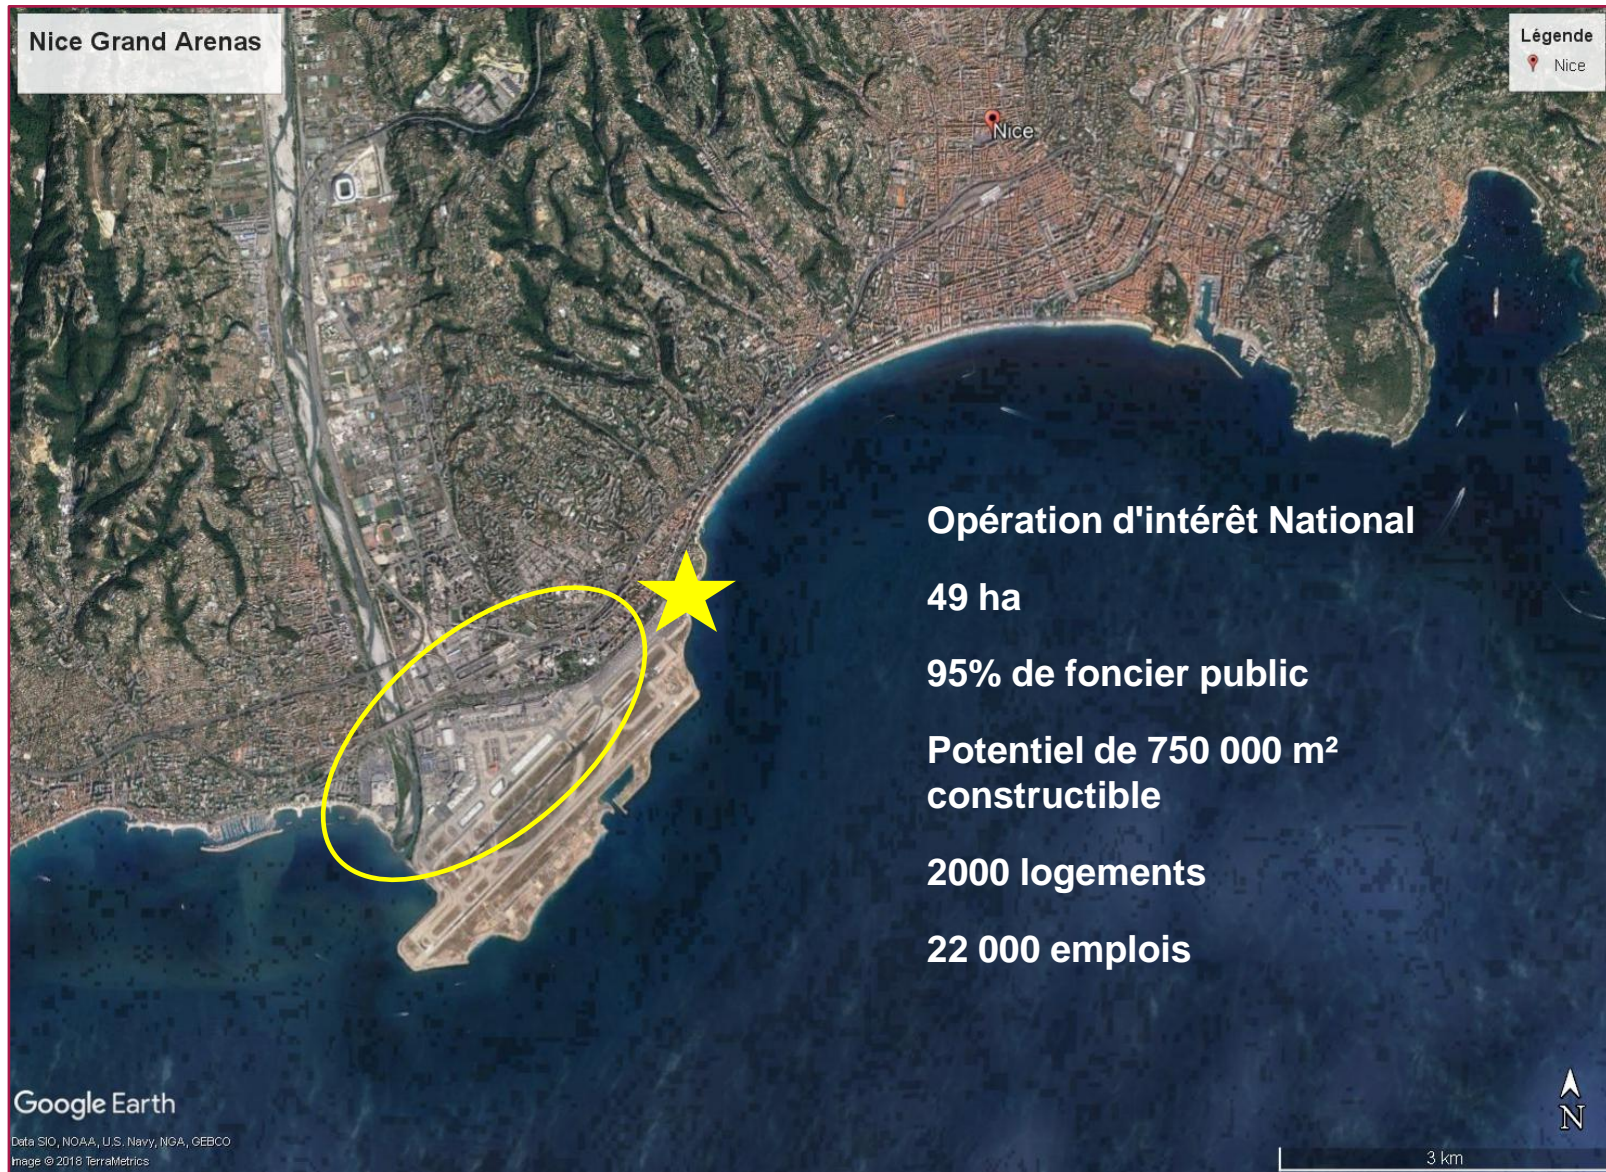 Nice Grand Arenas
Légende
Nice
Nice
Opération d'intérêt National
49 ha
95% de foncier public
Potentiel de 750 000 m²
constructible
2000 logements
22 000 emplois
Google Earth
Data SIO, NOAA, U.S. Navy, NGA, GEBCO
Image © 2018 TerraMetrics
N
3 km